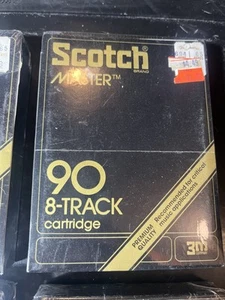 Scotch
BRAND
MASTER™
90
8-TRACK
cartridge
PREMIUM
QUALITY
Recommended for critical
music applications
3M